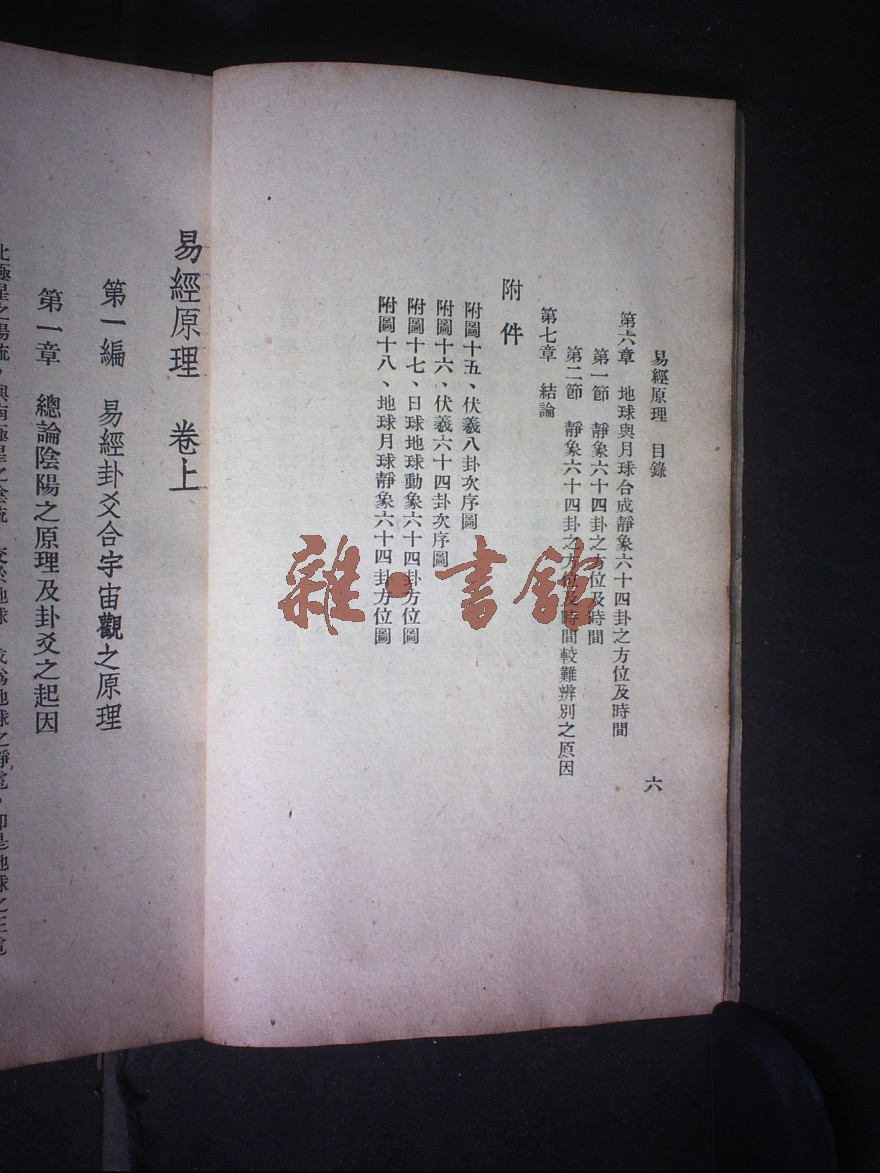 易經原理 目錄 六
第六章 地球與月球合成靜象六十四卦之方位及時間
第一節 靜象六十四卦之方位及時間
第二節 靜象六十四卦之方位及時間較難辨別之原因
第七章 結論
附件
附圖十五、伏羲八卦次序圖
附圖十六、伏羲六十四卦次序圖
附圖十七、日球地球動象六十四卦方位圖
附圖十八、地球月球靜象六十四卦方位圖
雜·書館
易經原理 卷上
第一編 易經卦爻合宇宙觀之原理
第一章 總論陰陽之原理及卦爻之起因